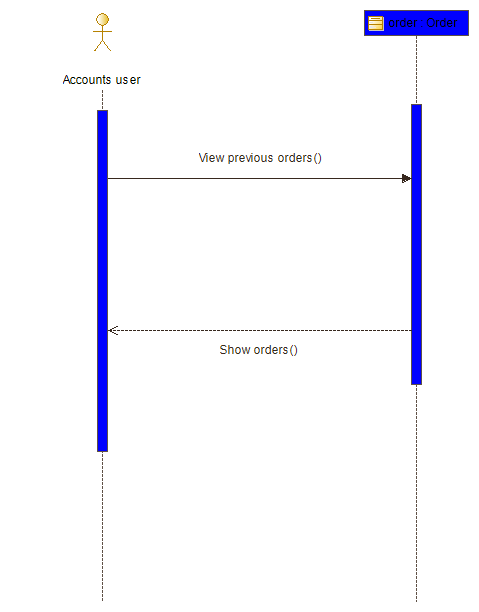 order : Order
Accounts user
View previous orders()
Show orders()